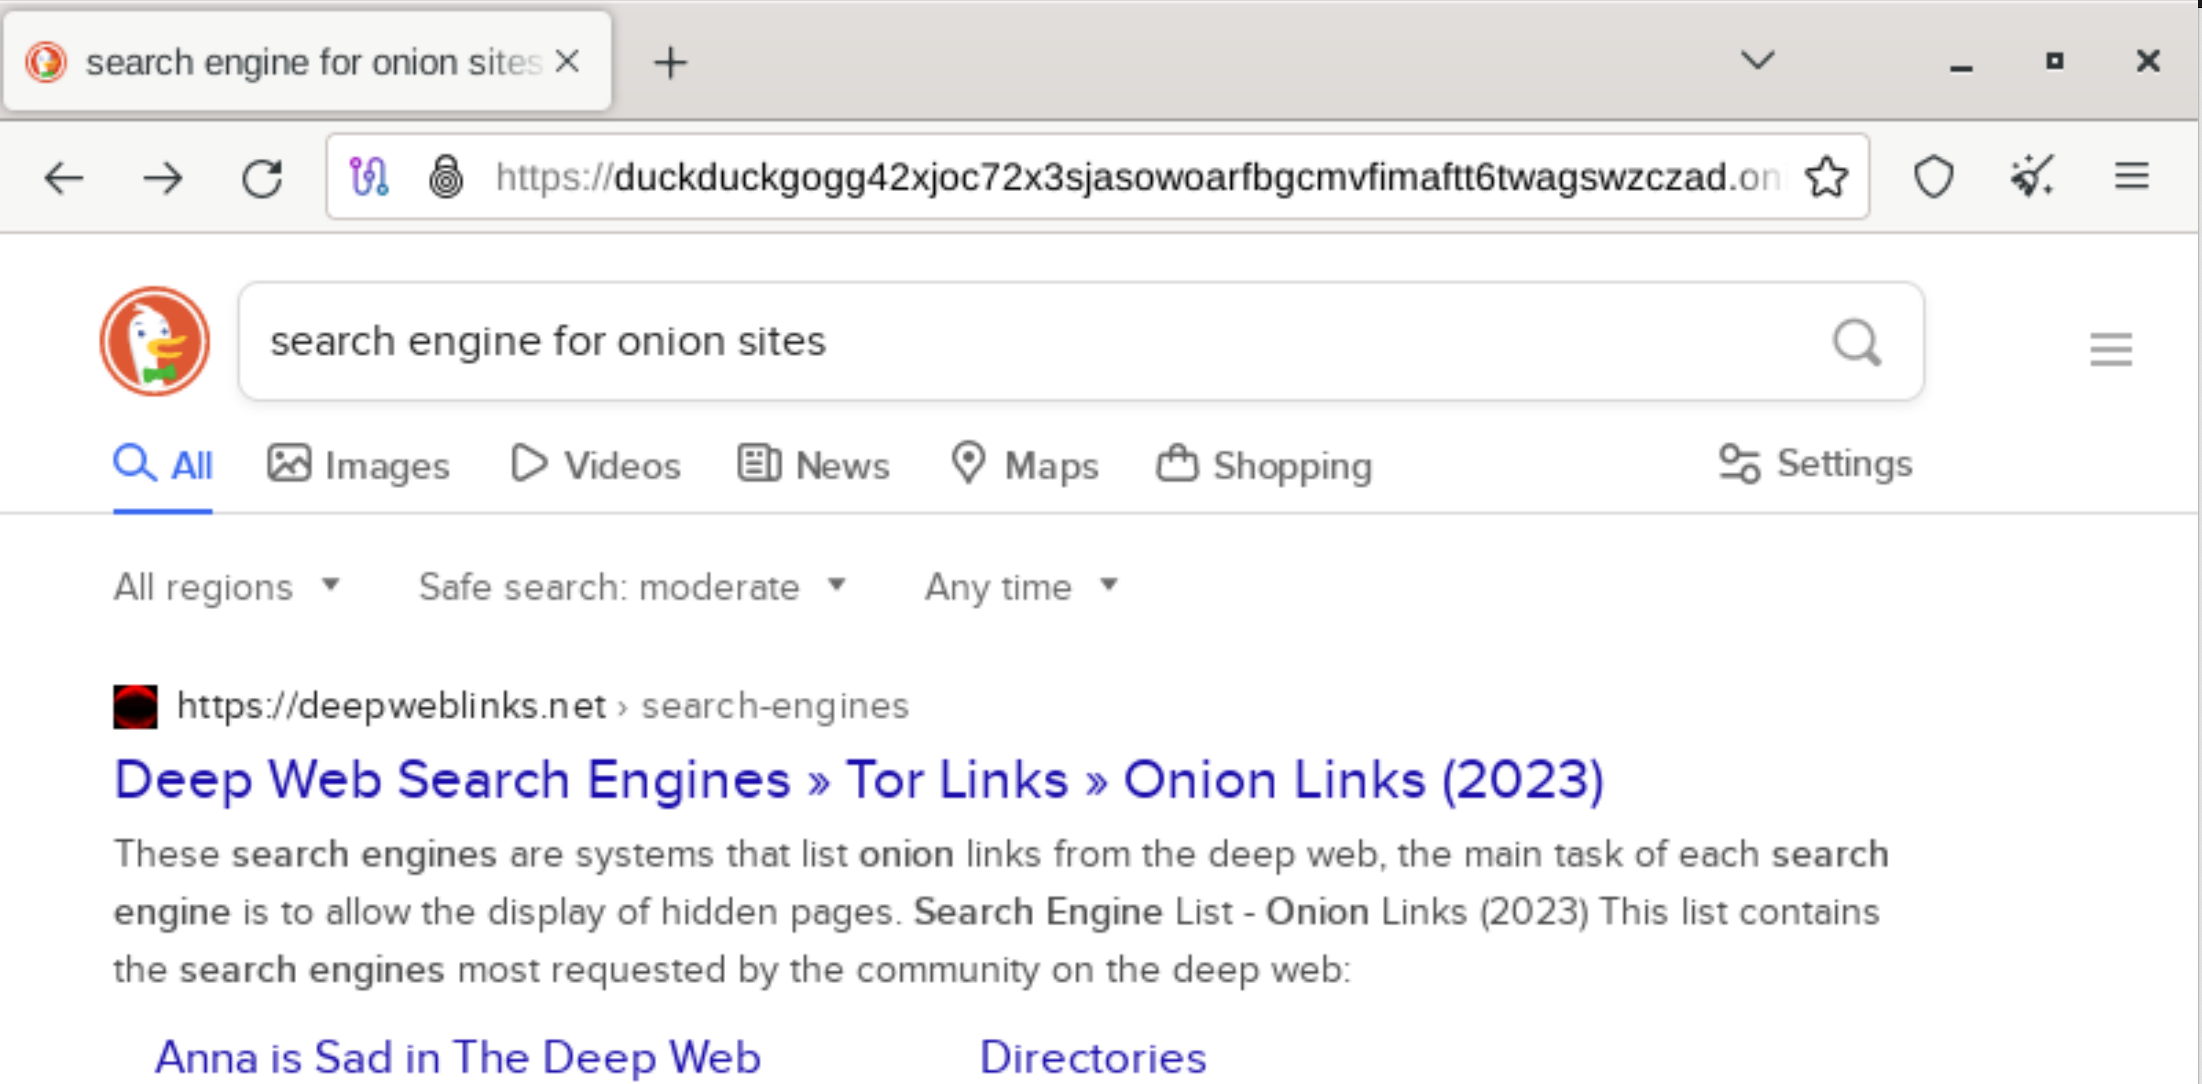 search engine for onion sites
https://duckduckgogg42xjoc72x3sjasowoarfbgcmvfimaftt6twagswzczad.on
search engine for onion sites
All Images Videos News Maps Shopping Settings
All regions Safe search: moderate Any time
https://deepweblinks.net › search-engines
Deep Web Search Engines » Tor Links » Onion Links (2023)
These search engines are systems that list onion links from the deep web, the main task of each search
engine is to allow the display of hidden pages. Search Engine List - Onion Links (2023) This list contains
the search engines most requested by the community on the deep web:
Anna is Sad in The Deep Web Directories